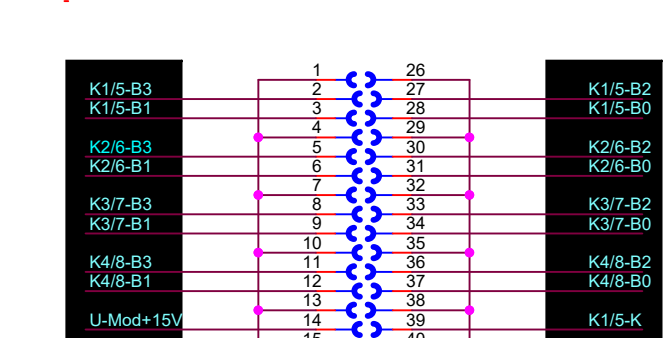 1 26
K1/5-B3 2 27 K1/5-B2
K1/5-B1 3 28 K1/5-B0
4 29
K2/6-B3 5 30 K2/6-B2
K2/6-B1 6 31 K2/6-B0
7 32
K3/7-B3 8 33 K3/7-B2
K3/7-B1 9 34 K3/7-B0
10 35
K4/8-B3 11 36 K4/8-B2
K4/8-B1 12 37 K4/8-B0
13 38
U-Mod+15V 14 39 K1/5-K
15 40